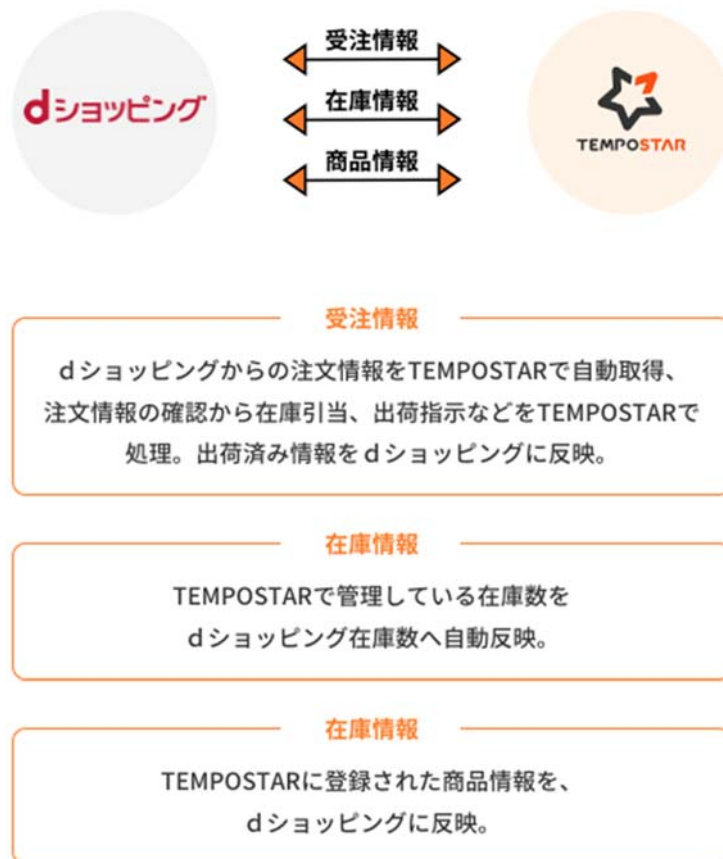 受注情報
dショッピング
在庫情報
TEMPOSTAR
商品情報
受注情報
dショッピングからの注文情報をTEMPOSTARで自動取得、
注文情報の確認から在庫引当、出荷指示などをTEMPOSTARで
処理。出荷済み情報をdショッピングに反映。
在庫情報
TEMPOSTARで管理している在庫数を
dショッピング在庫数へ自動反映。
在庫情報
TEMPOSTARに登録された商品情報を、
dショッピングに反映。